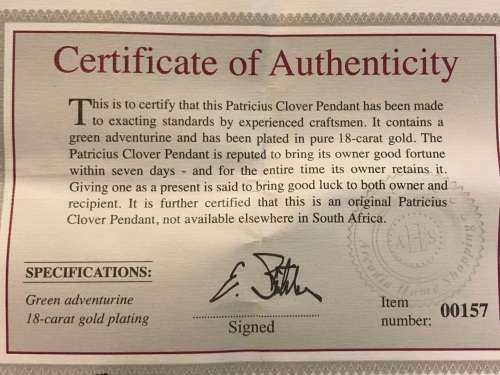 Certificate of Authenticity
This is to certify that this Patricius Clover Pendant has been made
to exacting standards by experienced craftsmen. It contains a
green adventurine and has been plated in pure 18-carat gold. The
Patricius Clover Pendant is reputed to bring its owner good fortune
within seven days - and for the entire time its owner retains it.
Giving one as a present is said to bring good luck to both owner and
recipient. It is further certified that this is an original Patricius
Clover Pendant, not available elsewhere in South Africa.
SPECIFICATIONS:
Green adventurine
18-carat gold plating
Signed
Item
number: 00157
AHS
Home Shopping